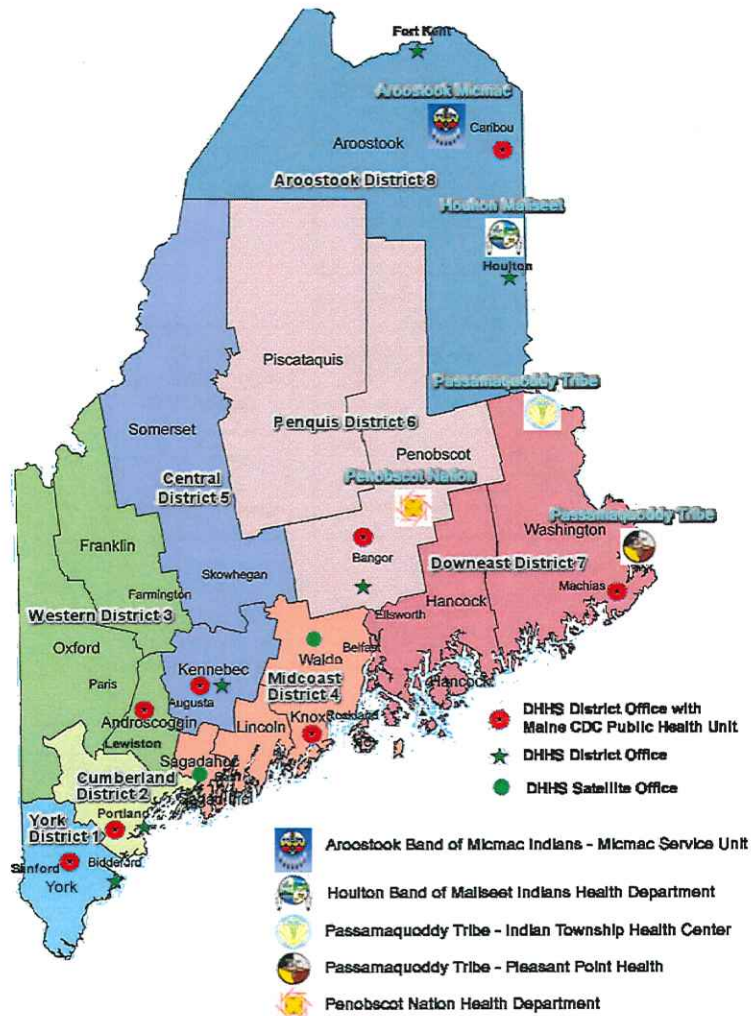 Fort Kent
Aroostook Micmac
Caribou
Aroostook
Aroostook District 8
Houlton Maliseet
Houlton
Piscataquis
Passamaquoddy Tribe
Somerset
Penquis District 6
Penobscot
Central
District 5
Penobscot Nation
Washington
Passamaquoddy Tribe
Franklin
Bangor
Downeast District 7
Skowhegan
Machias
Farmington
Hancock
Ellsworth
Western District 3
Oxford
Waldo
Belfast
Kennebec
Midcoast
District 4
Hancock
Paris
Augusta
Androscoggin
Lincoln
Knox
Rockland
Lewiston
Sagadahoc
Cumberland
District 2
Portland
York
District 1
Biddeford
York
DHHS District Office with
Maine CDC Public Health Unit
DHHS District Office
DHHS Satellite Office
Aroostook Band of Micmac Indians - Micmac Service Unit
Houlton Band of Maliseet Indians Health Department
Passamaquoddy Tribe - Indian Township Health Center
Passamaquoddy Tribe - Pleasant Point Health
Penobscot Nation Health Department